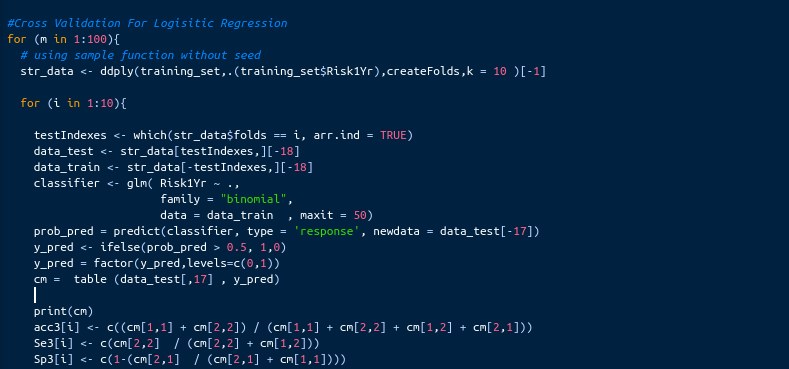 #Cross Validation For Logisitic Regression
for (m in 1:100){
# using sample function without seed
str_data <- ddply(training_set,.(training_set$Risk1Yr),createFolds,k = 10 )[-1]
for (i in 1:10){
testIndexes <- which(str_data$folds == i, arr.ind = TRUE)
data_test <- str_data[testIndexes,][-18]
data_train <- str_data[-testIndexes,][-18]
classifier <- glm( Risk1Yr ~ .,
family = "binomial",
data = data_train  , maxit = 50)
prob_pred = predict(classifier, type = 'response', newdata = data_test[-17])
y_pred <- ifelse(prob_pred > 0.5, 1,0)
y_pred = factor(y_pred,levels=c(0,1))
cm =  table (data_test[,17] , y_pred)
print(cm)
acc3[i] <- c((cm[1,1] + cm[2,2]) / (cm[1,1] + cm[2,2] + cm[1,2] + cm[2,1]))
Se3[i] <- c(cm[2,2]  / (cm[2,2] + cm[1,2]))
Sp3[i] <- c(1-(cm[2,1]  / (cm[2,1] + cm[1,1])))